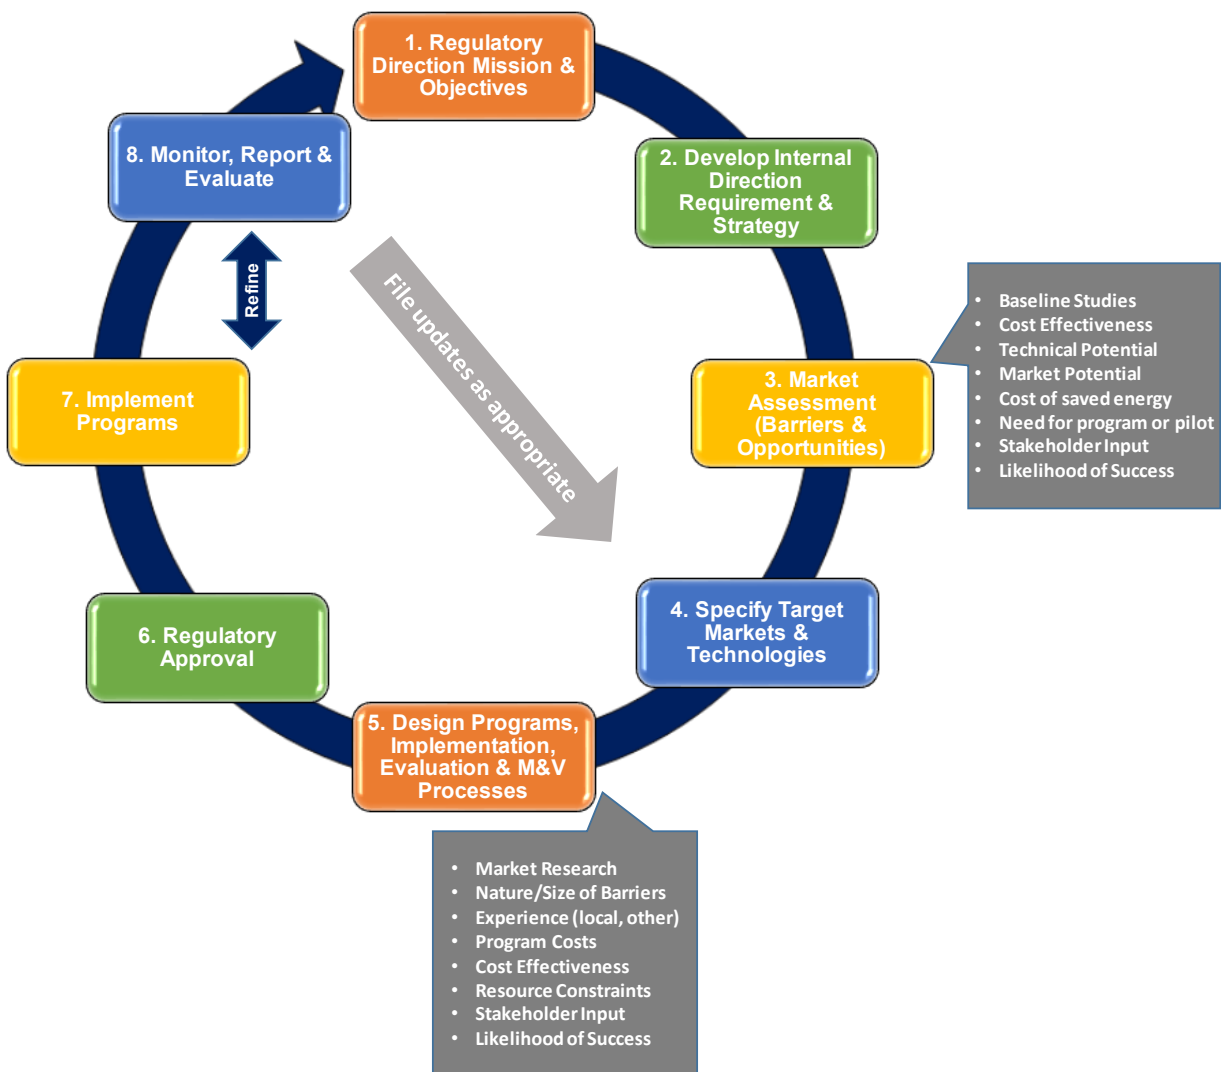 1. Regulatory
Direction Mission &
Objectives
2. Develop Internal
Direction
Requirement &
Strategy
3. Market
Assessment
(Barriers &
Opportunities)
• Baseline Studies
• Cost Effectiveness
• Technical Potential
• Market Potential
• Cost of saved energy
• Need for program or pilot
• Stakeholder Input
• Likelihood of Success
4. Specify Target
Markets &
Technologies
5. Design Programs,
Implementation,
Evaluation & M&V
Processes
• Market Research
• Nature/Size of Barriers
• Experience (local, other)
• Program Costs
• Cost Effectiveness
• Resource Constraints
• Stakeholder Input
• Likelihood of Success
6. Regulatory
Approval
7. Implement
Programs
Refine
8. Monitor, Report &
Evaluate
File updates as appropriate